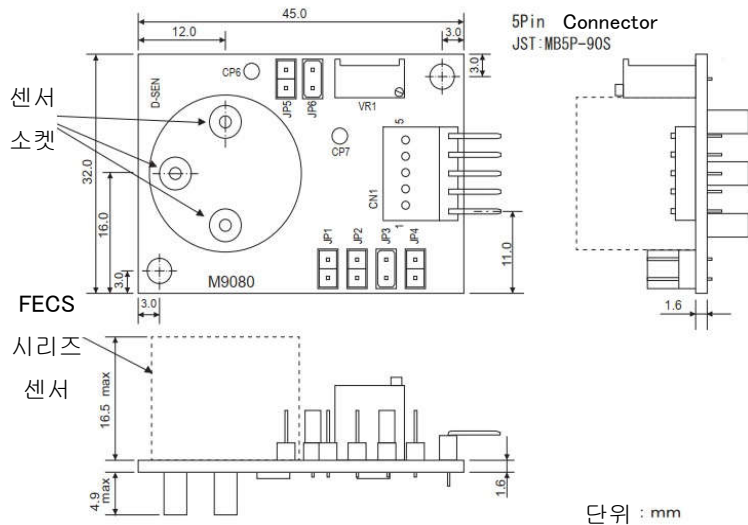 45.0
12.0
3.0
5Pin Connector
JST:MB5P-90S
3.0
CP6
D-SEN
JP5
JP6
VR1
센서
소켓
CP7
5
CN1
1
32.0
16.0
11.0
JP1
JP2
JP3
JP4
3.0
M9080
3.0
1.6
FECS
시리즈
센서
16.5 max
4.9 max
1.6
단위 : mm